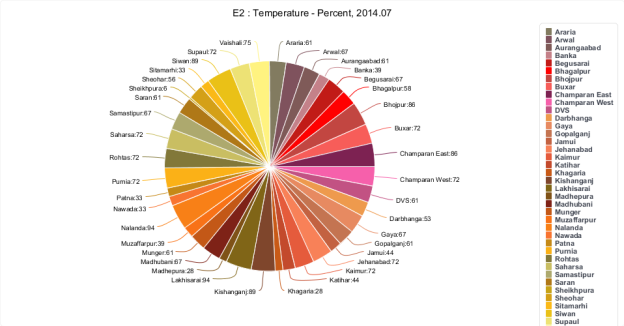 E2 : Temperature - Percent, 2014.07
Vaishali:75
Araria:61
Supaul:72
Arwal:67
Siwan:89
Aurangaabad:61
Sitamarhi:33
Banka:39
Sheohar:56
Begusarai:67
Sheikhpura:6
Bhagalpur:58
Saran:61
Bhojpur:86
Samastipur:67
Buxar:72
Saharsa:72
Champaran East:86
Rohtas:72
Champaran West:72
Purnia:72
DVS:61
Patna:33
Darbhanga:53
Nawada:33
Gaya:67
Nalanda:94
Gopalganj:61
Muzaffarpur:39
Jamui:44
Munger:61
Jehanabad:72
Madhubani:67
Kaimur:72
Madhepura:28
Katihar:44
Lakhisarai:94
Khagaria:28
Kishanganj:89
Araria
Arwal
Aurangaabad
Banka
Begusarai
Bhagalpur
Bhojpur
Buxar
Champaran East
Champaran West
DVS
Darbhanga
Gaya
Gopalganj
Jamui
Jehanabad
Kaimur
Katihar
Khagaria
Kishanganj
Lakhisarai
Madhepura
Madhubani
Munger
Muzaffarpur
Nalanda
Nawada
Patna
Purnia
Rohtas
Saharsa
Samastipur
Saran
Sheikhpura
Sheohar
Sitamarhi
Siwan
Supaul